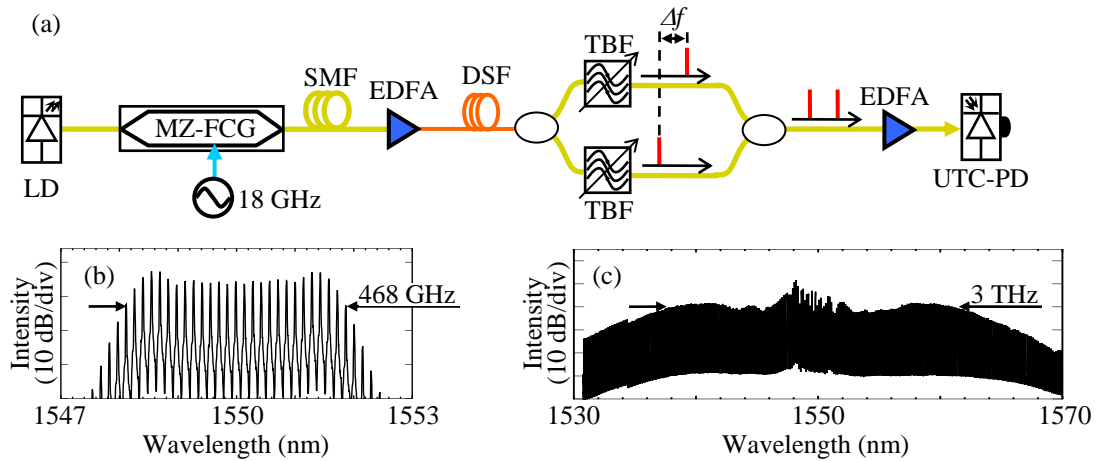 (a)
Δf
TBF
SMF
EDFA
DSF
EDFA
MZ-FCG
LD
18 GHz
TBF
UTC-PD
(b)
468 GHz
Intensity
(10 dB/div)
1547
1550
1553
Wavelength (nm)
(c)
3 THz
Intensity
(10 dB/div)
1530
1550
1570
Wavelength (nm)